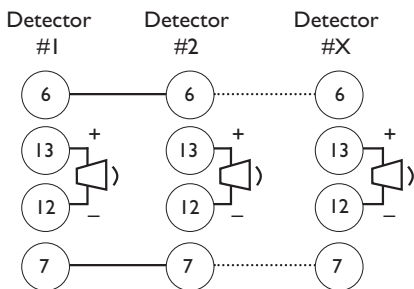 Detector Detector Detector
#1 #2 #X
6 6 6
13 + 13 + 13 +
12 – 12 – 12 –
7 7 7